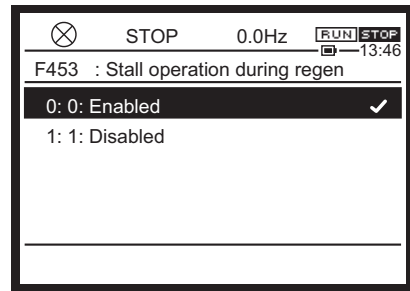 STOP 0.0Hz RUN STOP
13:46
F453 : Stall operation during regen
0: 0: Enabled
1: 1: Disabled